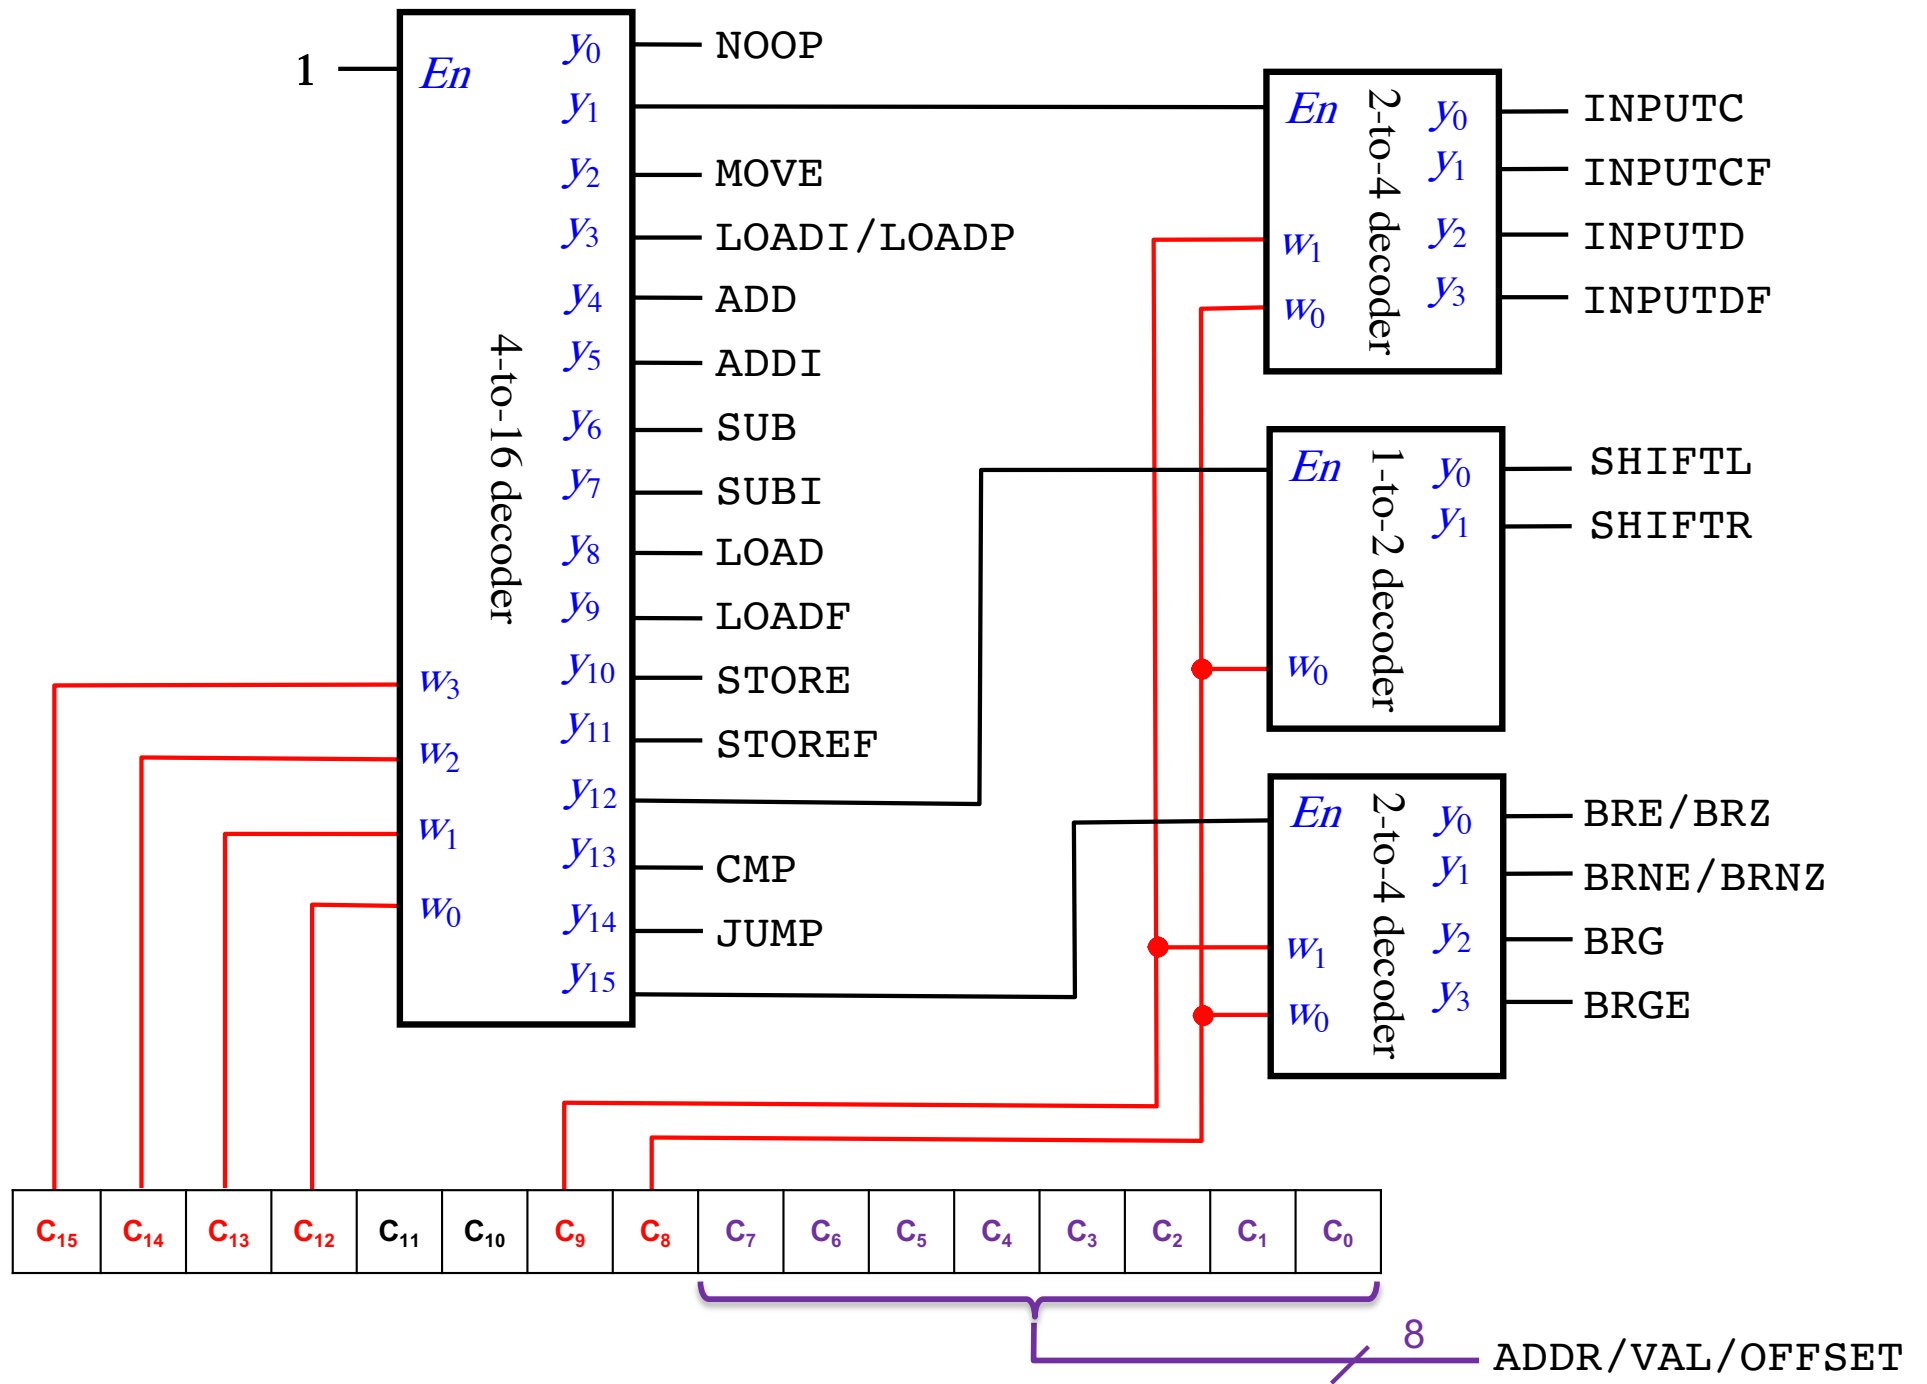 1
En
y0
y1
y2
y3
y4
y5
y6
y7
y8
y9
y10
y11
y12
y13
y14
y15
w3
w2
w1
w0
4-to-16 decoder
NOOP
MOVE
LOADI/LOADP
ADD
ADDI
SUB
SUBI
LOAD
LOADF
STORE
STOREF
CMP
JUMP
En
w1
w0
2-to-4 decoder
y0
y1
y2
y3
INPUTC
INPUTCF
INPUTD
INPUTDF
En
w0
1-to-2 decoder
y0
y1
SHIFTL
SHIFTR
En
w1
w0
2-to-4 decoder
y0
y1
y2
y3
BRE/BRZ
BRNE/BRNZ
BRG
BRGE
C15 C14 C13 C12 C11 C10 C9 C8 C7 C6 C5 C4 C3 C2 C1 C0
8
ADDR/VAL/OFFSET